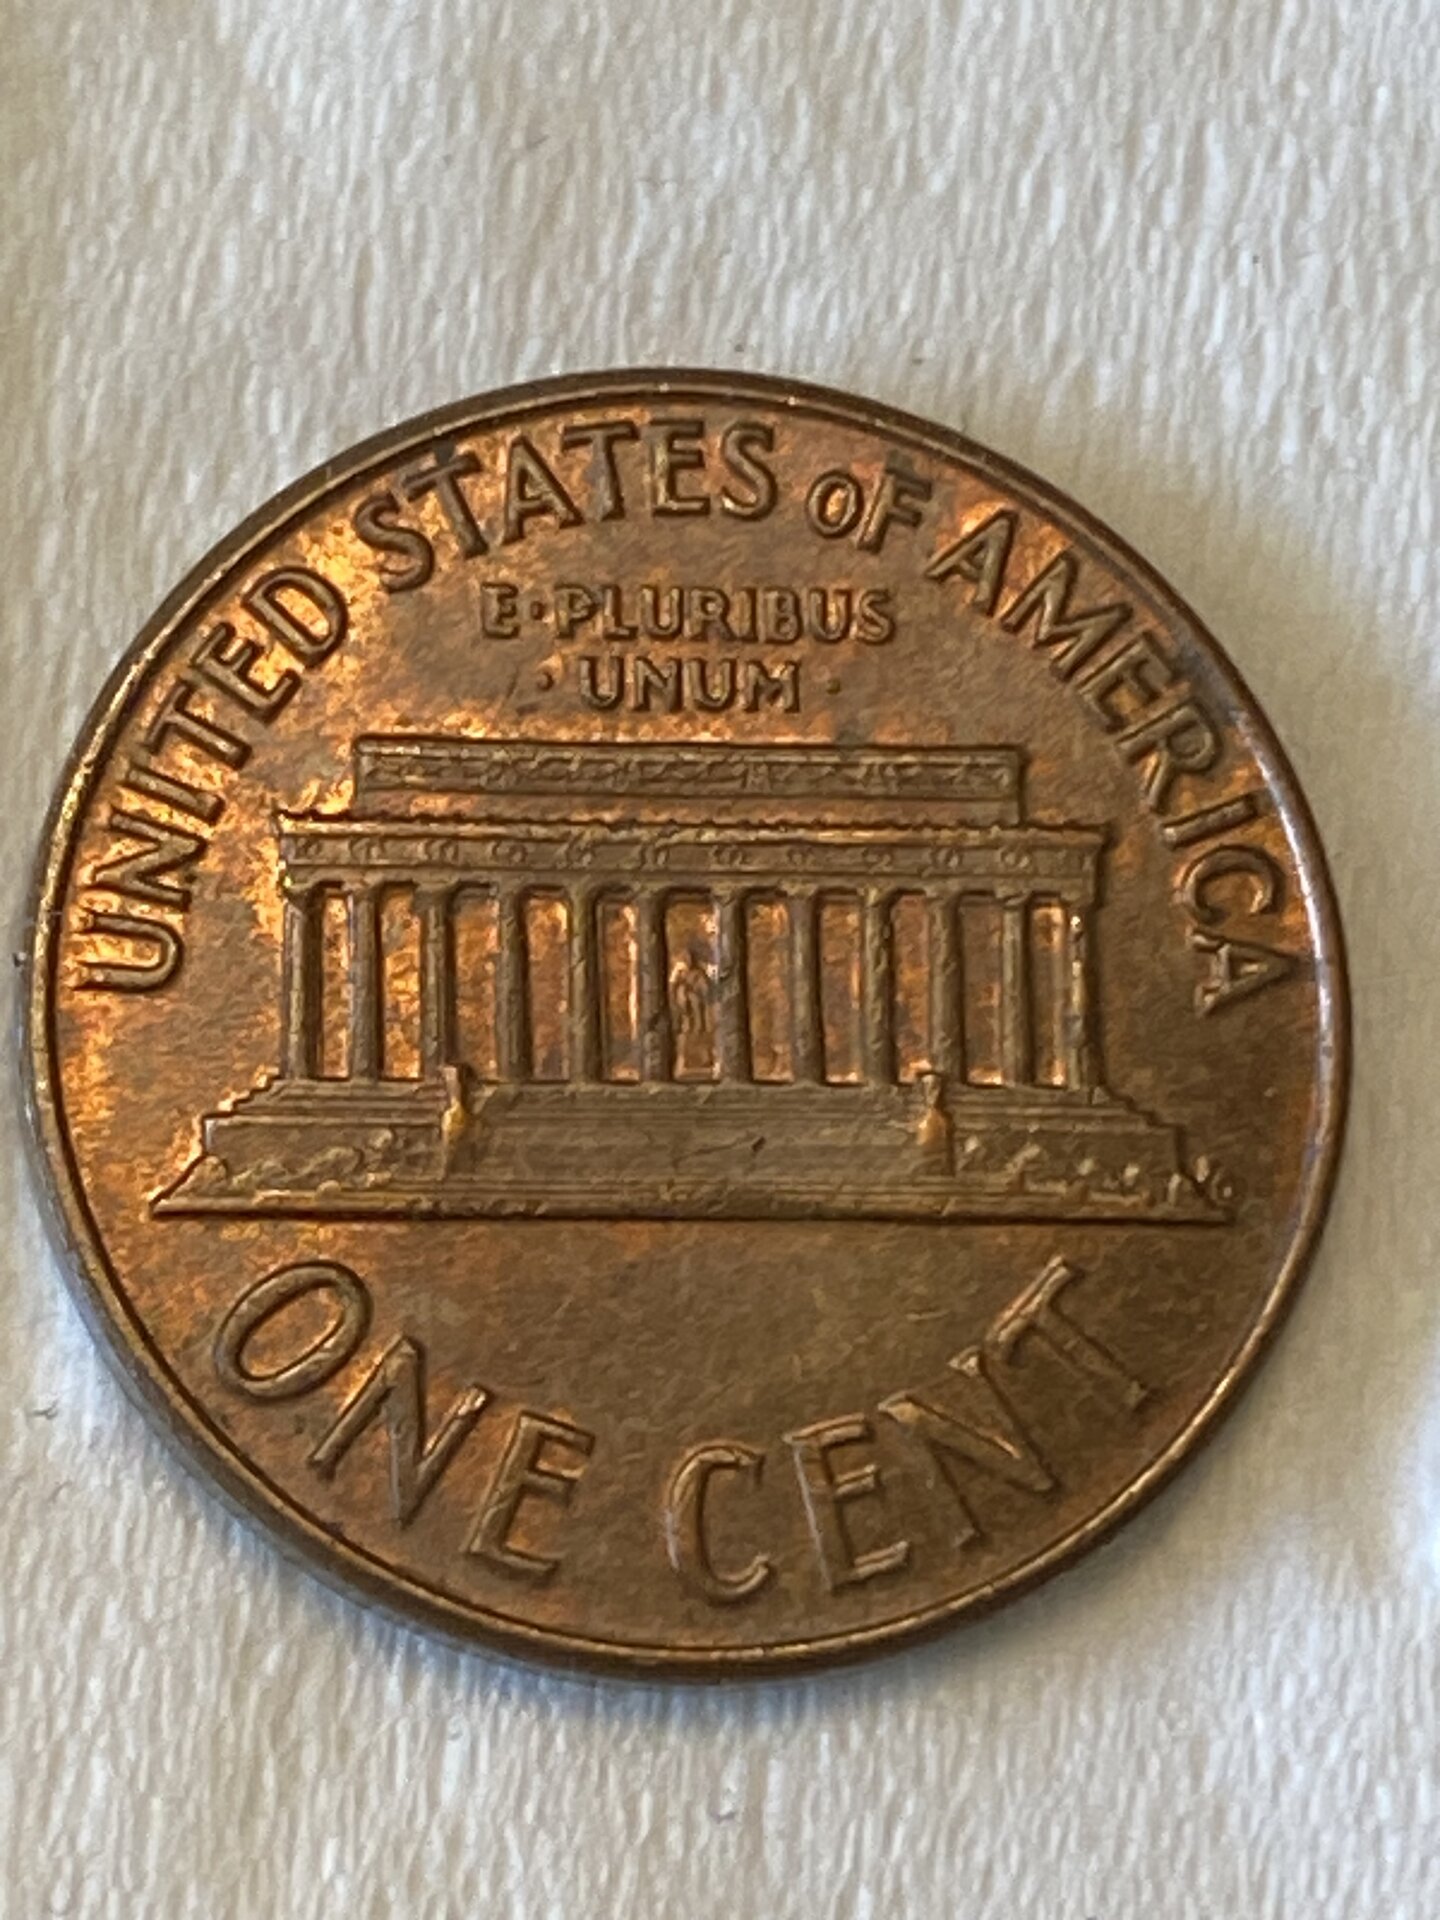 UNITED STATES OF AMERICA
E·PLURIBUS
·UNUM·
ONE CENT